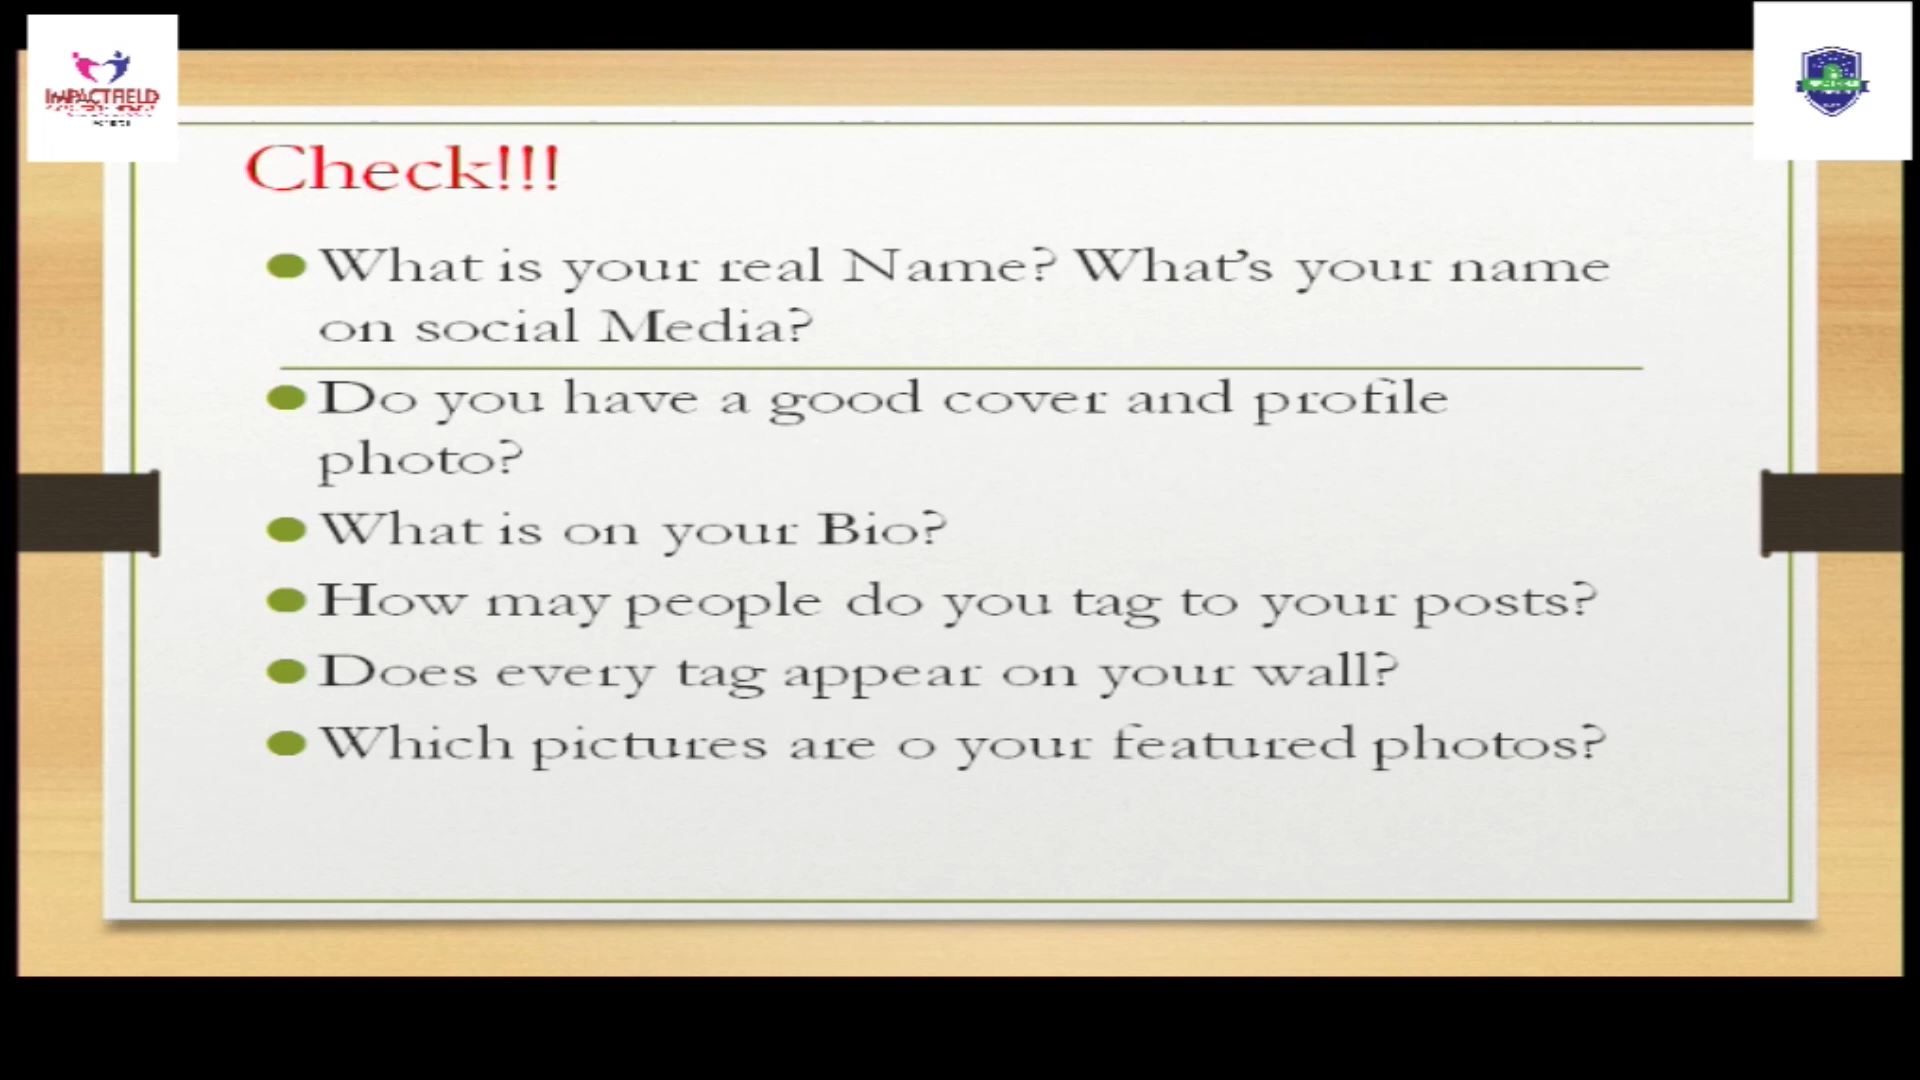 IMPACTFIELD
Check!!!
What is your real Name? What's your name
on social Media?
Do you have a good cover and profile
photo?
What is on your Bio?
How may people do you tag to your posts?
Does every tag appear on your wall?
Which pictures are o your featured photos?